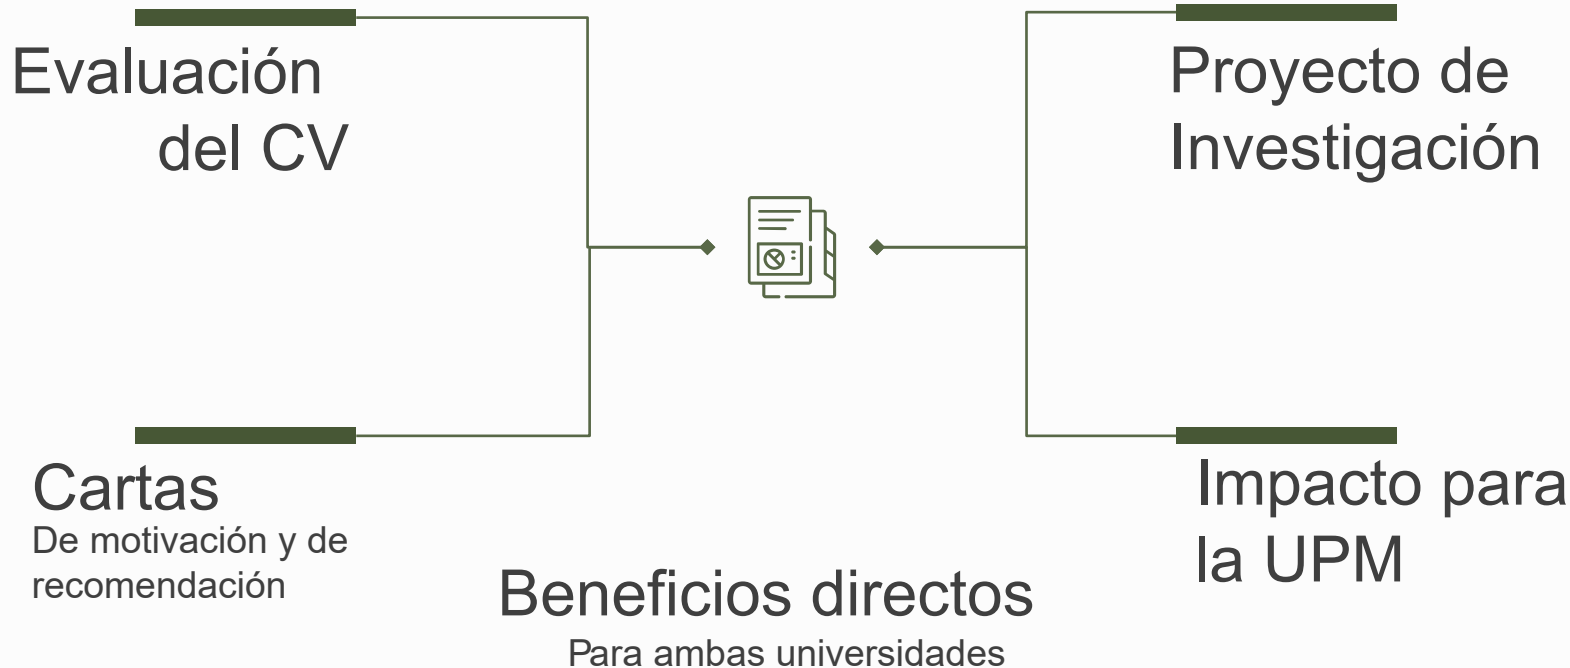 Evaluación
del CV
Proyecto de
Investigación
Cartas
De motivación y de
recomendación
Impacto para
la UPM
Beneficios directos
Para ambas universidades